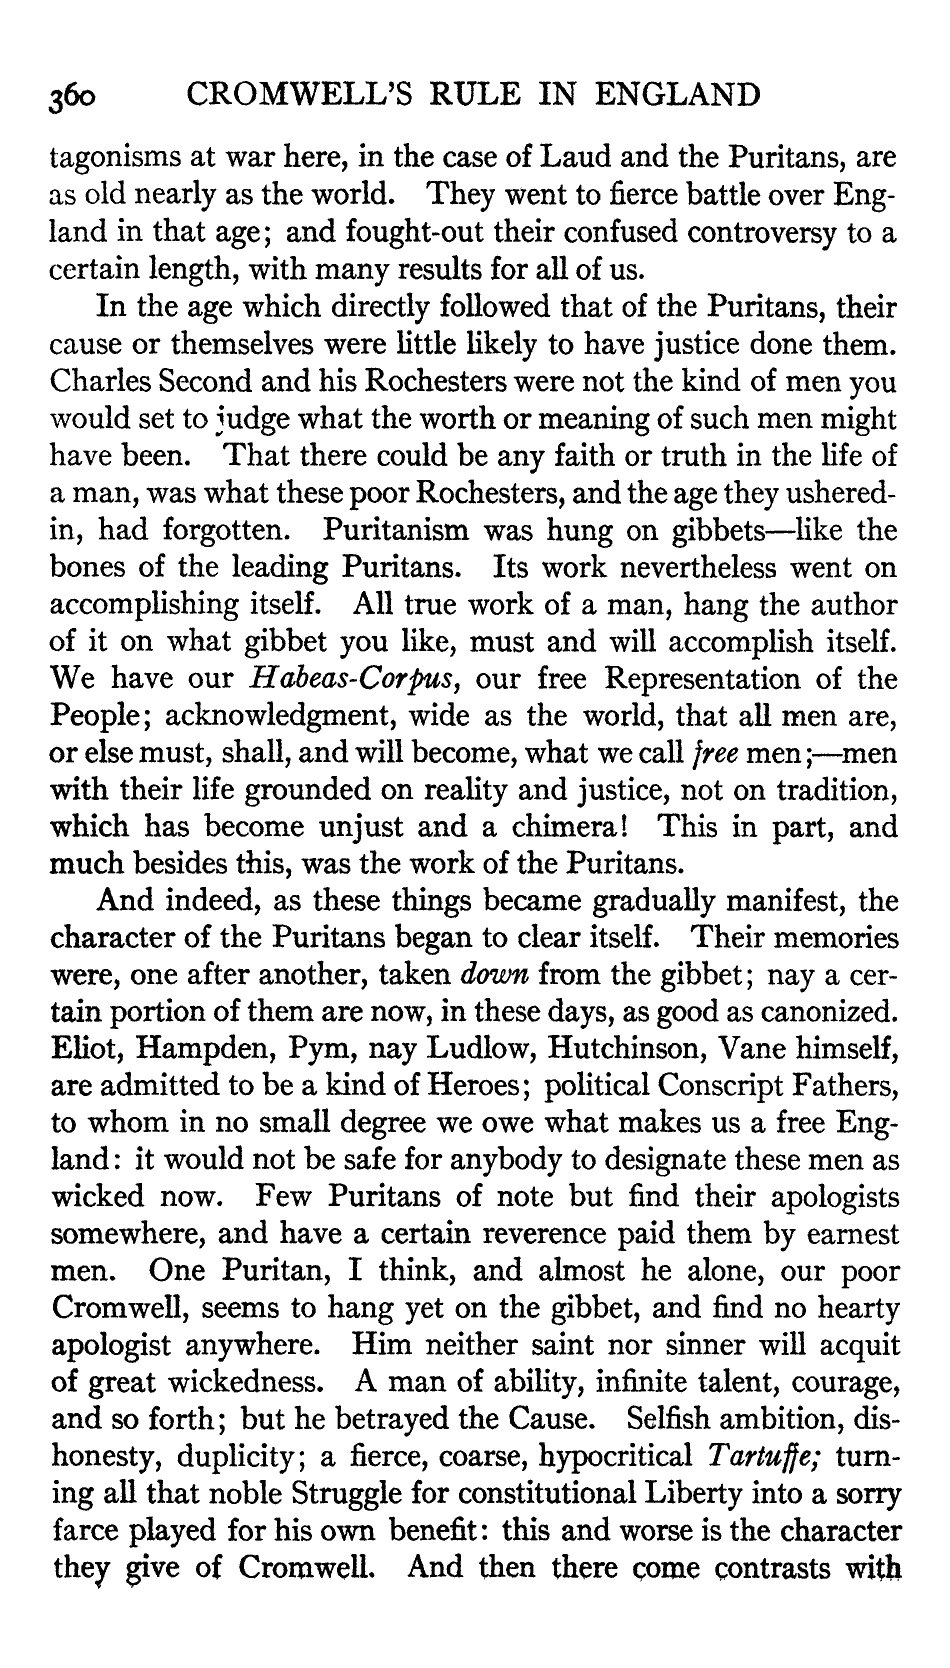 360 CROMWELL'S RULE IN ENGLAND
tagonisms at war here, in the case of Laud and the Puritans, are
as old nearly as the world. They went to fierce battle over Eng-
land in that age; and fought-out their confused controversy to a
certain length, with many results for all of us.
In the age which directly followed that of the Puritans, their
cause or themselves were little likely to have justice done them.
Charles Second and his Rochesters were not the kind of men you
would set to judge what the worth or meaning of such men might
have been. That there could be any faith or truth in the life of
a man, was what these poor Rochesters, and the age they ushered-
in, had forgotten. Puritanism was hung on gibbets—like the
bones of the leading Puritans. Its work nevertheless went on
accomplishing itself. All true work of a man, hang the author
of it on what gibbet you like, must and will accomplish itself.
We have our Habeas-Corpus, our free Representation of the
People; acknowledgment, wide as the world, that all men are,
or else must, shall, and will become, what we call free men;—men
with their life grounded on reality and justice, not on tradition,
which has become unjust and a chimera! This in part, and
much besides this, was the work of the Puritans.
And indeed, as these things became gradually manifest, the
character of the Puritans began to clear itself. Their memories
were, one after another, taken down from the gibbet; nay a cer-
tain portion of them are now, in these days, as good as canonized.
Eliot, Hampden, Pym, nay Ludlow, Hutchinson, Vane himself,
are admitted to be a kind of Heroes; political Conscript Fathers,
to whom in no small degree we owe what makes us a free Eng-
land: it would not be safe for anybody to designate these men as
wicked now. Few Puritans of note but find their apologists
somewhere, and have a certain reverence paid them by earnest
men. One Puritan, I think, and almost he alone, our poor
Cromwell, seems to hang yet on the gibbet, and find no hearty
apologist anywhere. Him neither saint nor sinner will acquit
of great wickedness. A man of ability, infinite talent, courage,
and so forth; but he betrayed the Cause. Selfish ambition, dis-
honesty, duplicity; a fierce, coarse, hypocritical Tartuffe; turn-
ing all that noble Struggle for constitutional Liberty into a sorry
farce played for his own benefit: this and worse is the character
they give of Cromwell. And then there come contrasts with